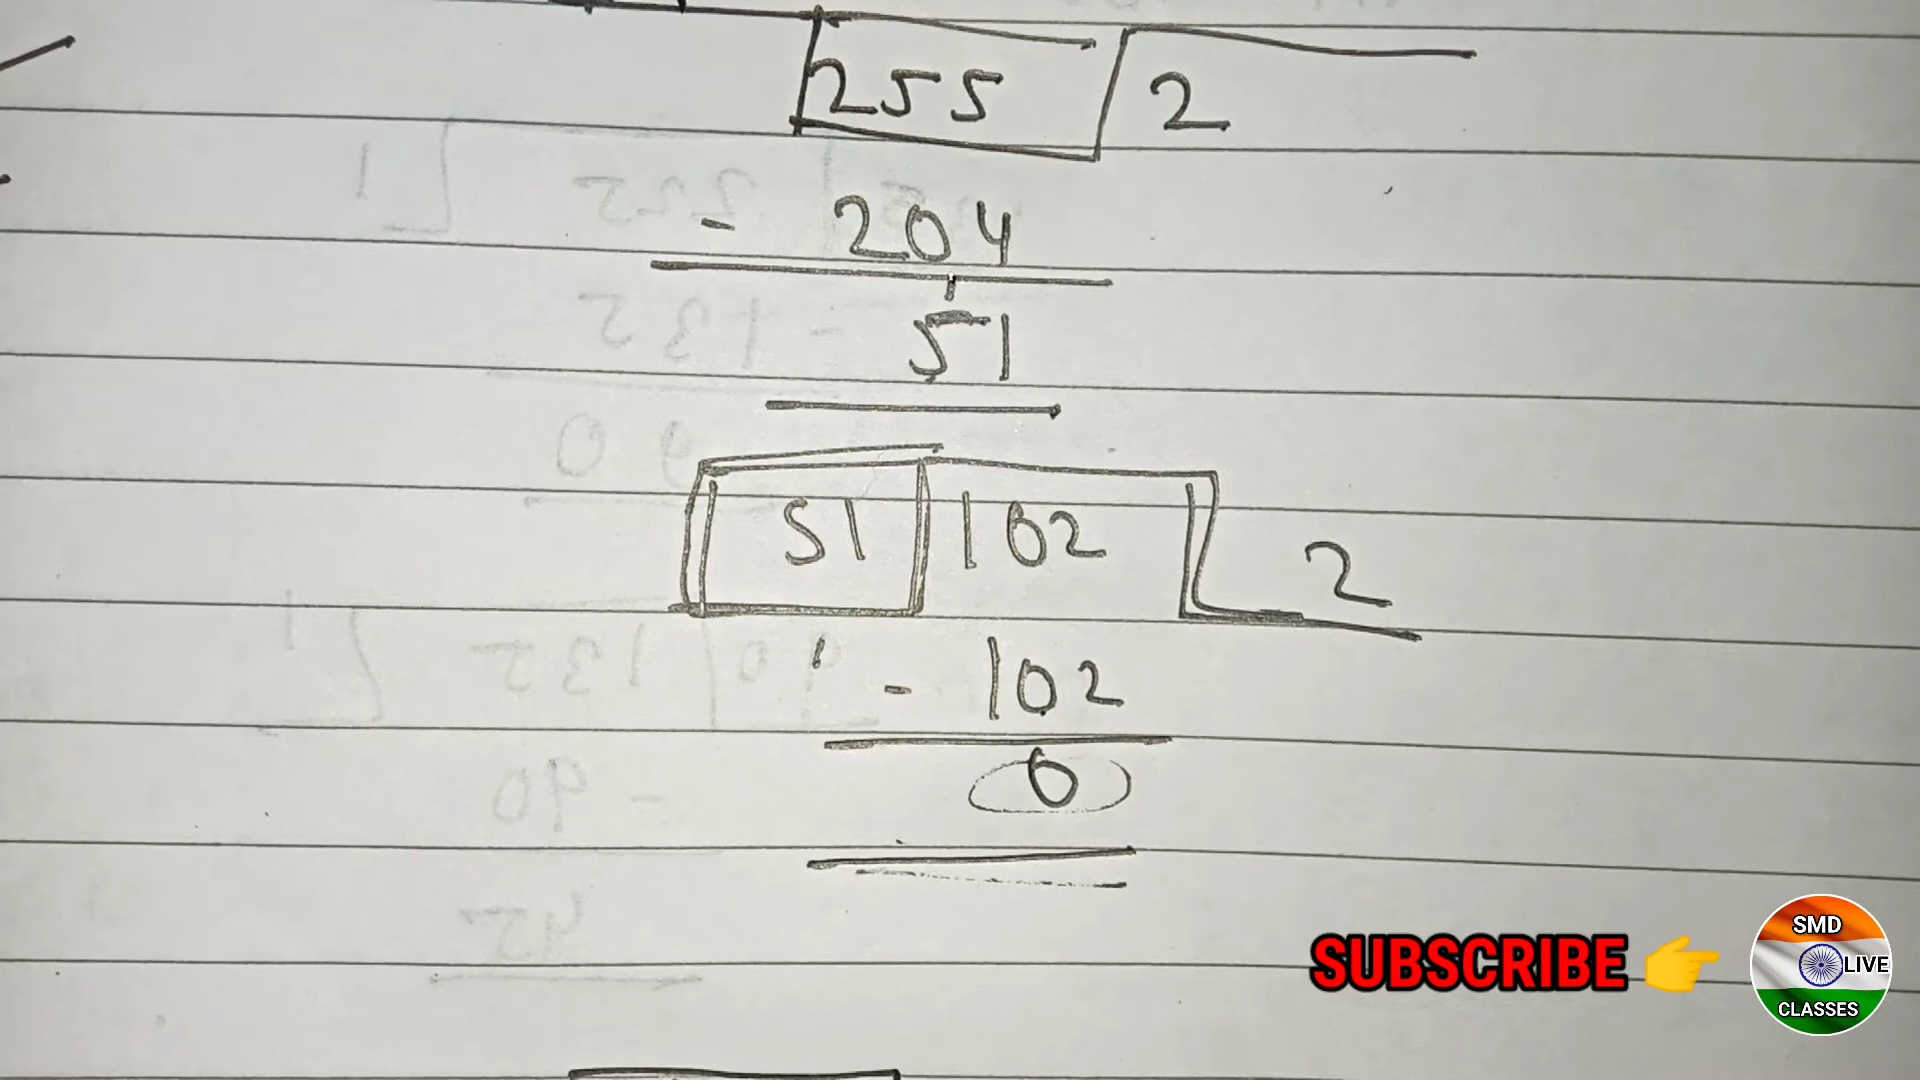 255 2
- 204
51
51 102 2
- 102
0
SUBSCRIBE
SMD
LIVE
CLASSES